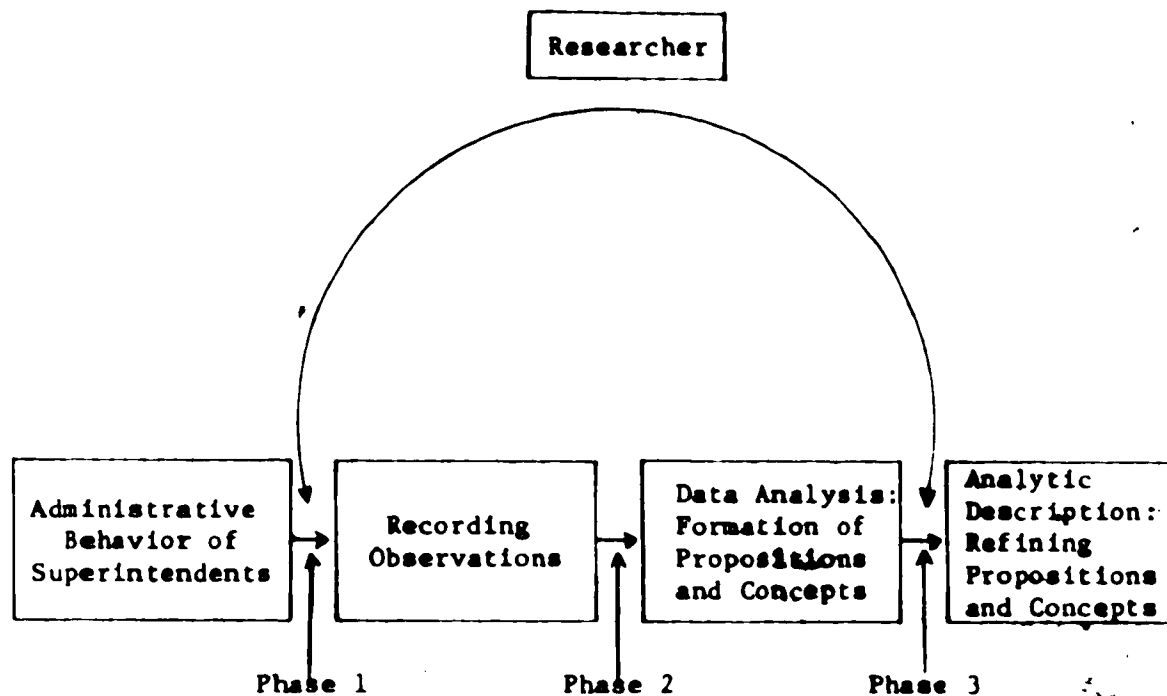 Researcher
Administrative
Behavior of
Superintendents
Recording
Observations
Data Analysis:
Formation of
Propositions
and Concepts
Analytic
Description:
Refining
Propositions
and Concepts
Phase 1
Phase 2
Phase 3